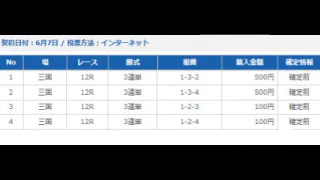 契約日付：6月7日 / 投票方法：インターネット
No 場 レース 勝式 組番 購入金額 確定情報
1 三国 12R 3連単 1-3-2 500円 確定前
2 三国 12R 3連単 1-3-4 500円 確定前
3 三国 12R 3連単 1-2-3 100円 確定前
4 三国 12R 3連単 1-2-4 100円 確定前